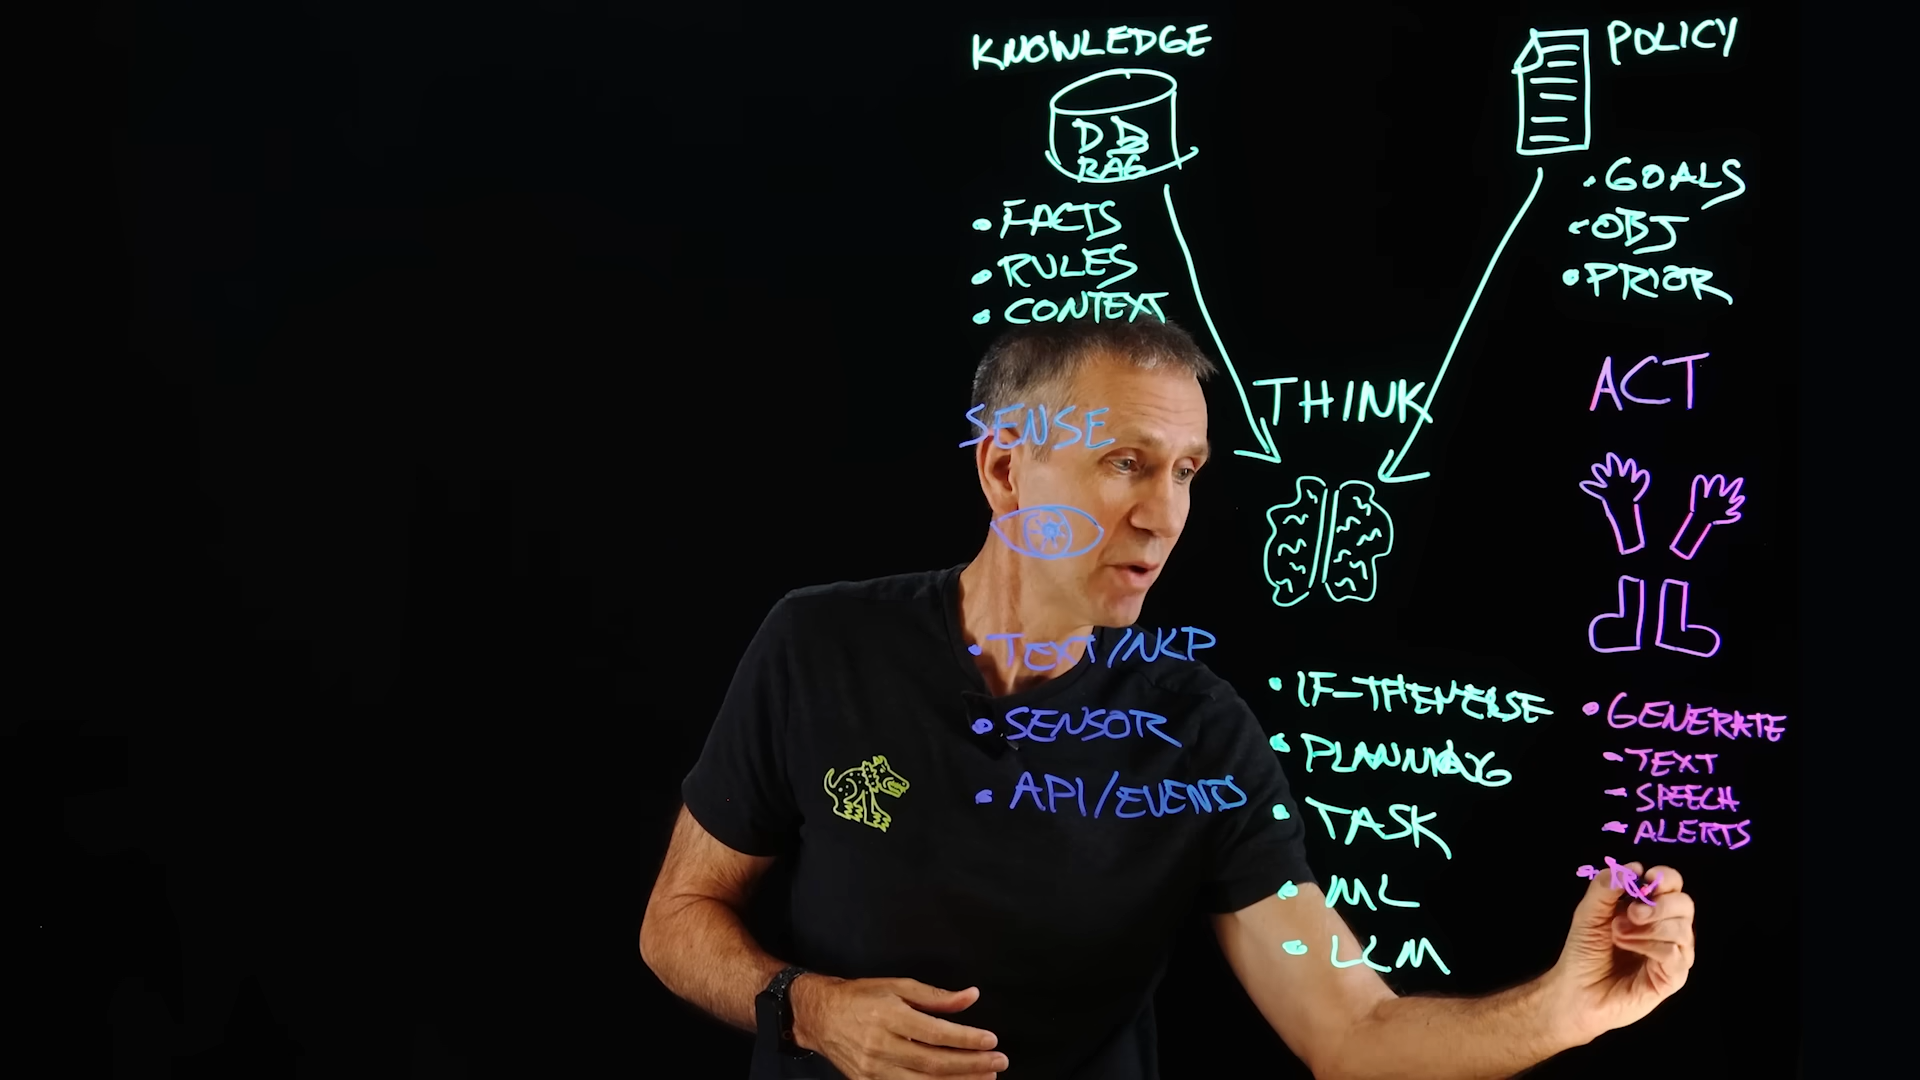 KNOWLEDGE
DB
RAG
• FACTS
• RULES
• CONTEXT
POLICY
• GOALS
• OBJ
• PRIOR
SENSE
• TEXT/NLP
• SENSOR
• API/EVENTS
THINK
• IF-THEN-ELSE
• PLANNING
• TASK
• ML
• LLM
ACT
• GENERATE
- TEXT
- SPEECH
- ALERTS